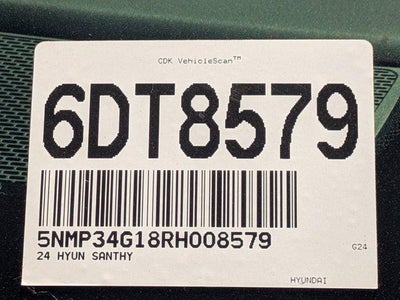 CDK VehicleScan™
6DT8579
5NMP34G18RH008579
24 HYUN SANTHY
G24
HYUNDAI